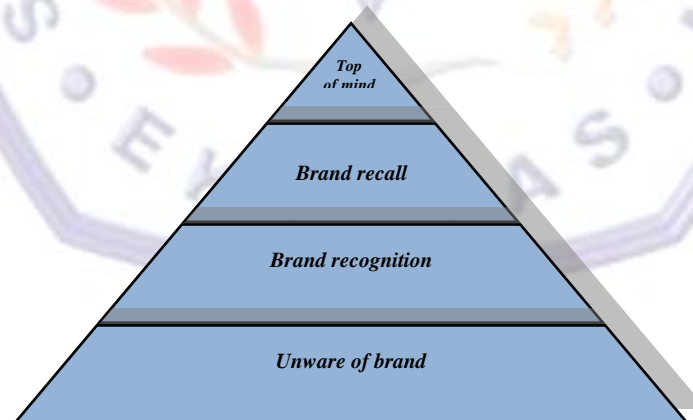 Top
of mind
Brand recall
Brand recognition
Unware of brand